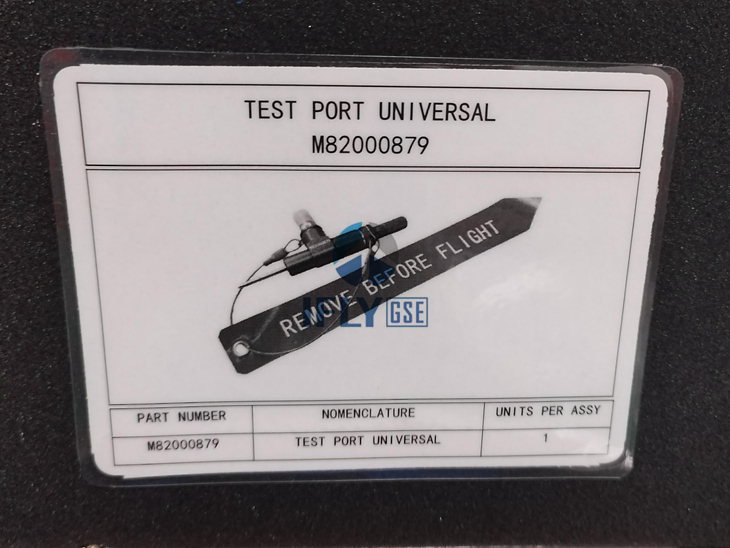 TEST PORT UNIVERSAL
M82000879
REMOVE BEFORE FLIGHT
IFLY GSE
PART NUMBER NOMENCLATURE UNITS PER ASSY
M82000879 TEST PORT UNIVERSAL 1